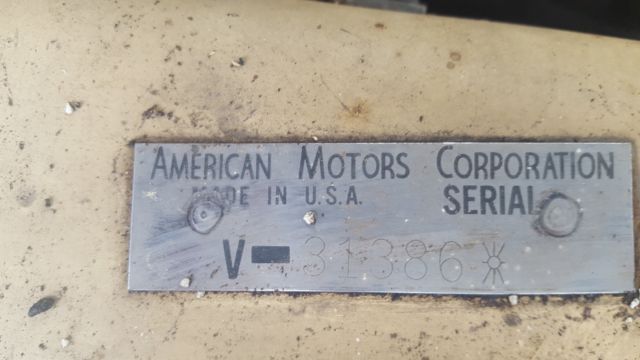 AMERICAN MOTORS CORPORATION
MADE IN U.S.A. SERIAL
V-31386✳